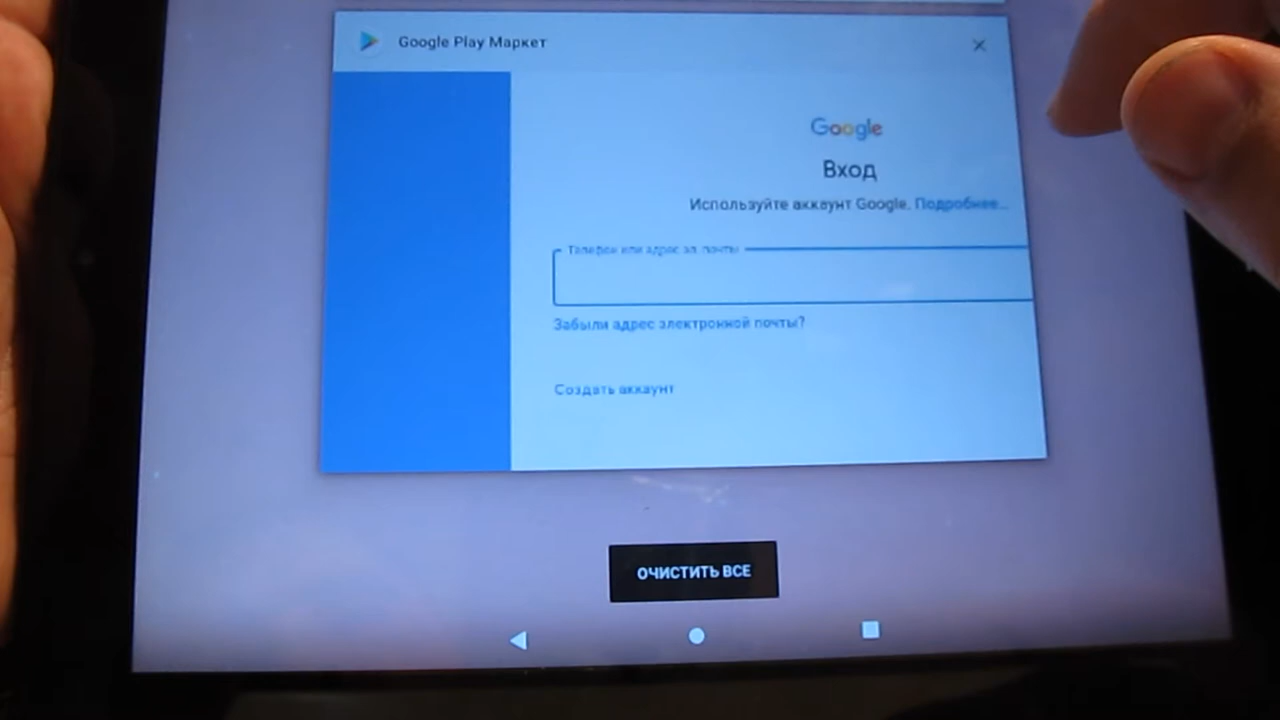 Google Play Маркет
Google
Вход
Используйте аккаунт Google. Подробнее...
Телефон или адрес эл. почты
Забыли адрес электронной почты?
Создать аккаунт
ОЧИСТИТЬ ВСЕ